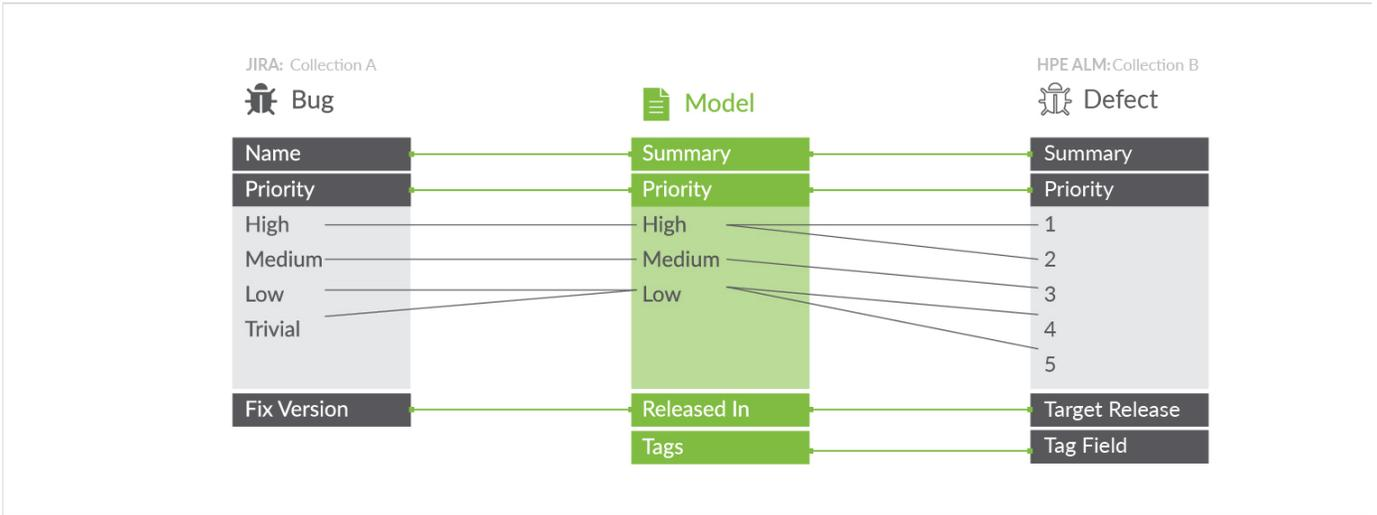 JIRA: Collection A
Bug
Name
Priority
High
Medium
Low
Trivial
Fix Version
Model
Summary
Priority
High
Medium
Low
Released In
Tags
HPE ALM:Collection B
Defect
Summary
Priority
1
2
3
4
5
Target Release
Tag Field